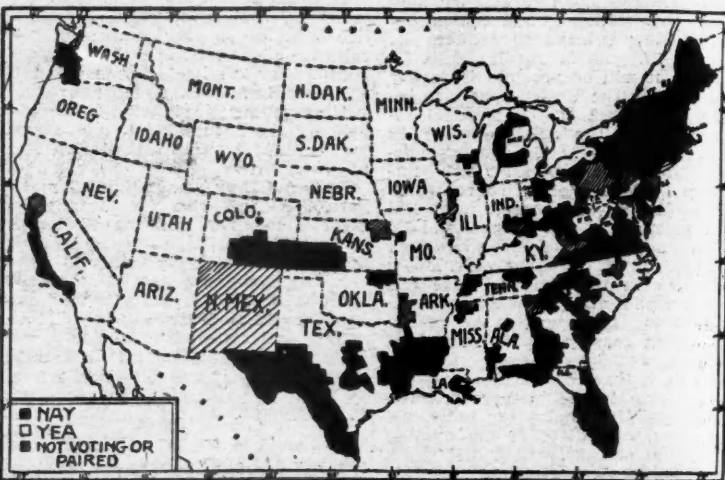 WASH
MONT.
N.DAK.
MINN.
OREG
IDAHO
WYO.
S.DAK.
WIS.
NEV.
UTAH
COLO.
NEBR.
IOWA
ILL.
IND.
CALIF.
KANS.
MO.
KY.
ARIZ.
N.MEX.
OKLA.
ARK.
TENN.
TEX.
MISS.
ALA.
LA
NAY
YEA
NOT VOTING OR
PAIRED